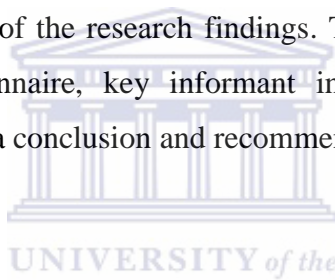 of the research findings. T
nnaire, key informant in
a conclusion and recomme
UNIVERSITY of the